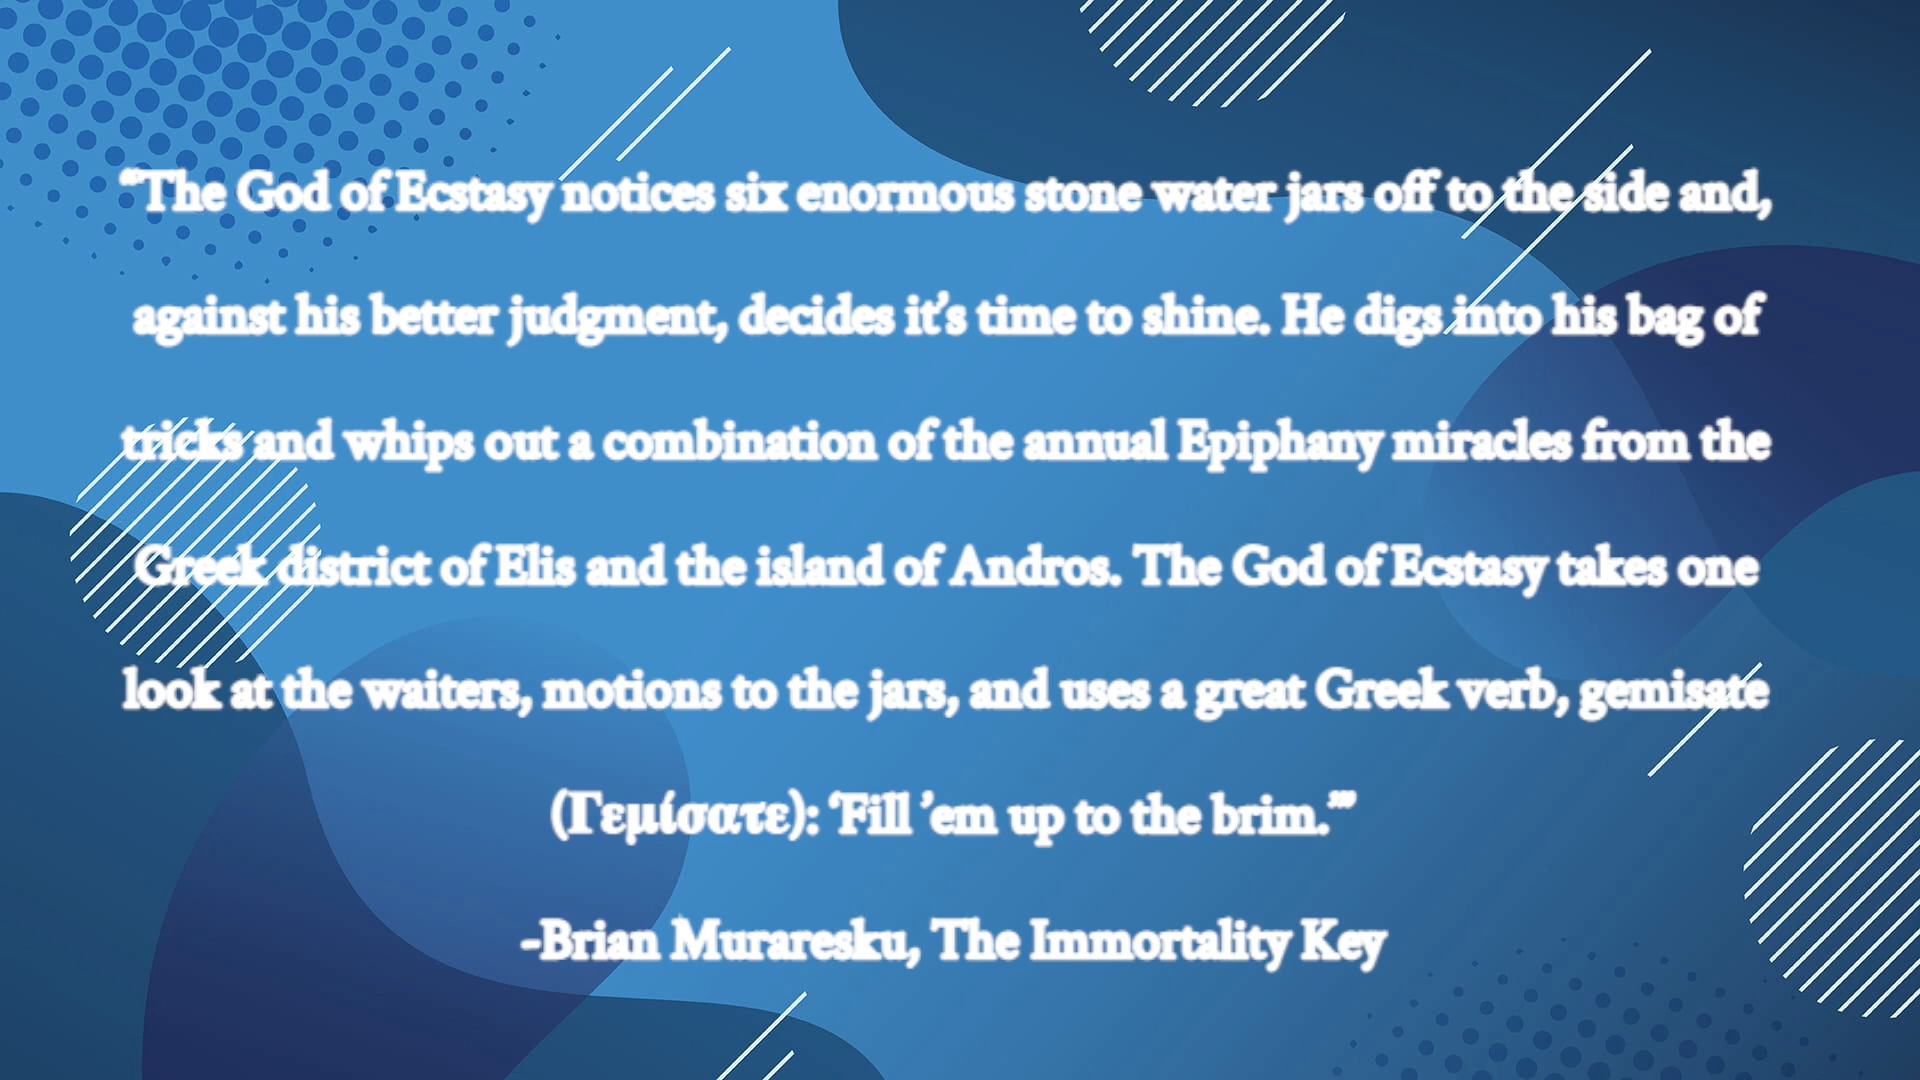 “The God of Ecstasy notices six enormous stone water jars off to the side and,
against his better judgment, decides it’s time to shine. He digs into his bag of
tricks and whips out a combination of the annual Epiphany miracles from the
Greek district of Elis and the island of Andros. The God of Ecstasy takes one
look at the waiters, motions to the jars, and uses a great Greek verb, gemisate
(Γεμίσατε): ‘Fill ’em up to the brim.’”
-Brian Muraresku, The Immortality Key